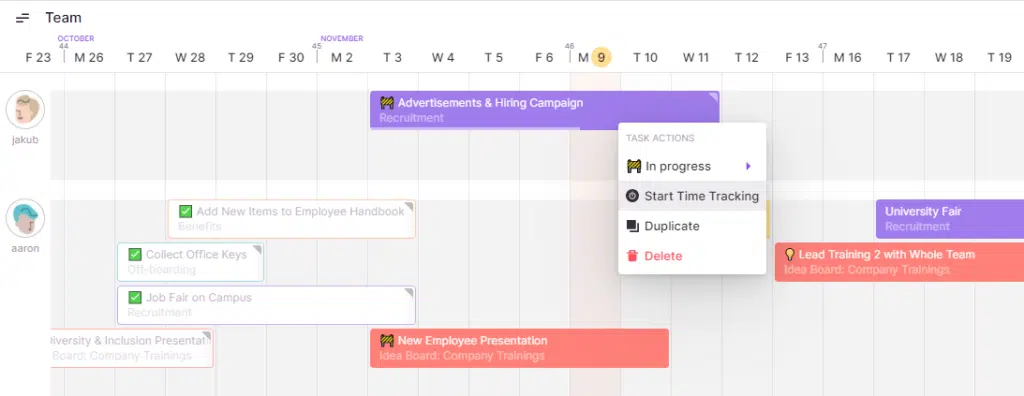 Team
OCTOBER
NOVEMBER
44
45
46
47
F 23
M 26
T 27
W 28
T 29
F 30
M 2
T 3
W 4
T 5
F 6
M 9
T 10
W 11
T 12
F 13
M 16
T 17
W 18
T 19
jakub
Advertisements & Hiring Campaign
Recruitment
TASK ACTIONS
In progress
Start Time Tracking
Duplicate
Delete
aaron
Add New Items to Employee Handbook
Benefits
University Fair
Recruitment
Collect Office Keys
Off-boarding
Lead Training 2 with Whole Team
Idea Board: Company Trainings
Job Fair on Campus
Recruitment
iversity & Inclusion Presentat
Board: Company Trainings
New Employee Presentation
Idea Board: Company Trainings